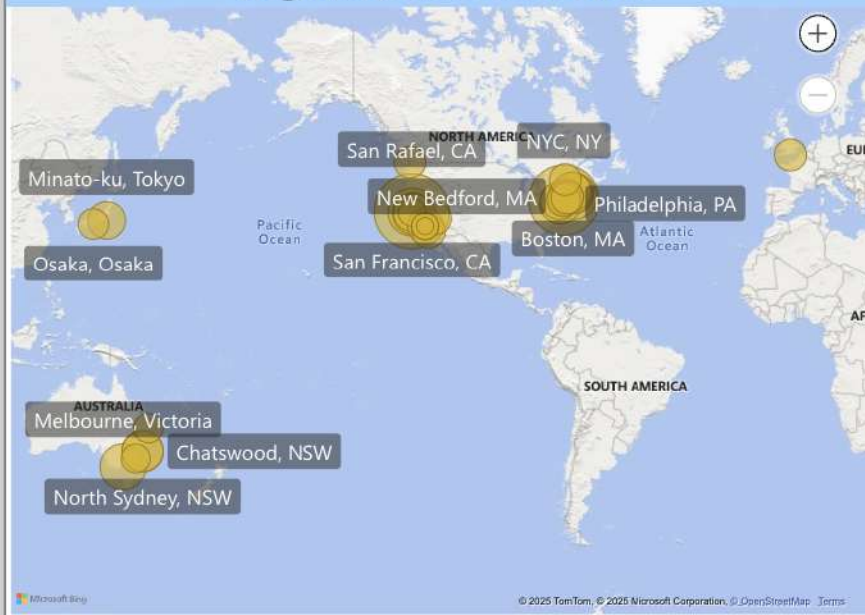 NORTH AMERICA
NYC, NY
San Rafael, CA
EU
Minato-ku, Tokyo
New Bedford, MA
Philadelphia, PA
Pacific
Ocean
Atlantic
Ocean
Boston, MA
Osaka, Osaka
San Francisco, CA
AF
SOUTH AMERICA
AUSTRALIA
Melbourne, Victoria
Chatswood, NSW
North Sydney, NSW
Microsoft Bing
© 2025 TomTom, © 2025 Microsoft Corporation, © OpenStreetMap Terms